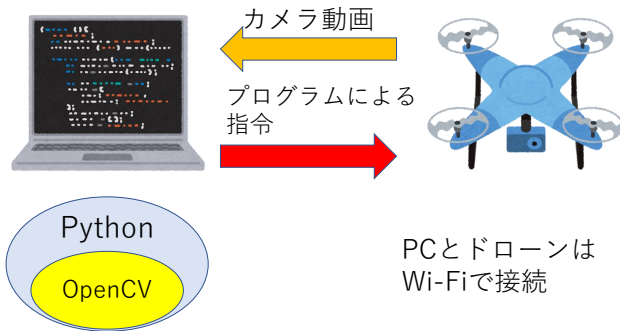 カメラ動画
プログラムによる
指令
Python
OpenCV
PCとドローンは
Wi-Fiで接続